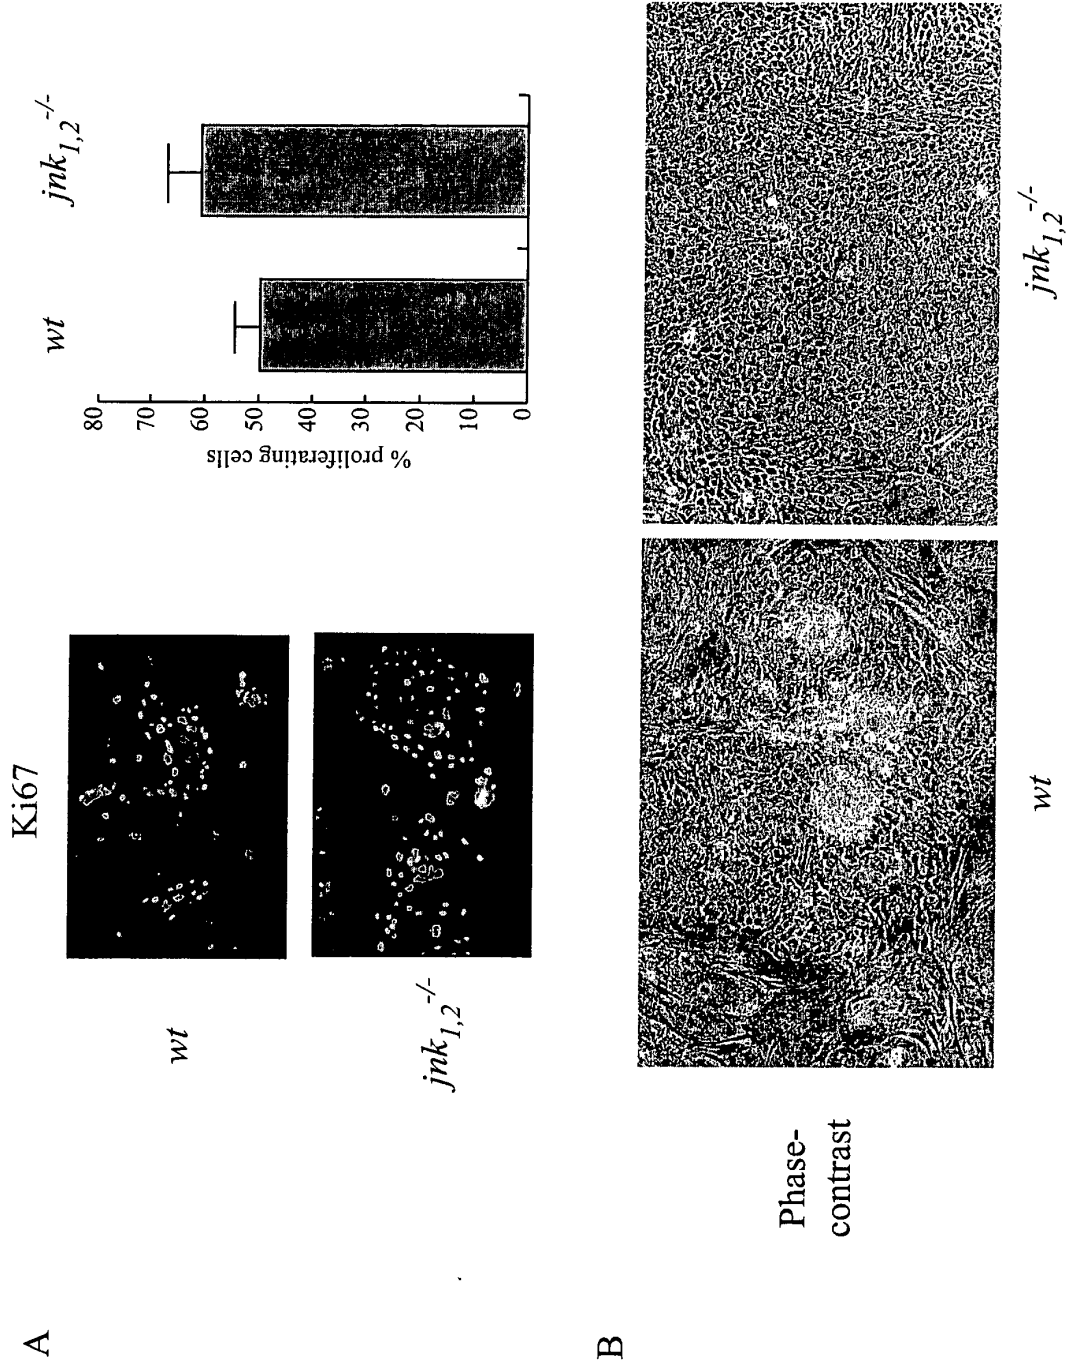 A
Ki67
wt
jnk1,2-/-
wt
jnk1,2-/-
% proliferating cells
80
70
60
50
40
30
20
10
0
B
Phase-
contrast
wt
jnk1,2-/-